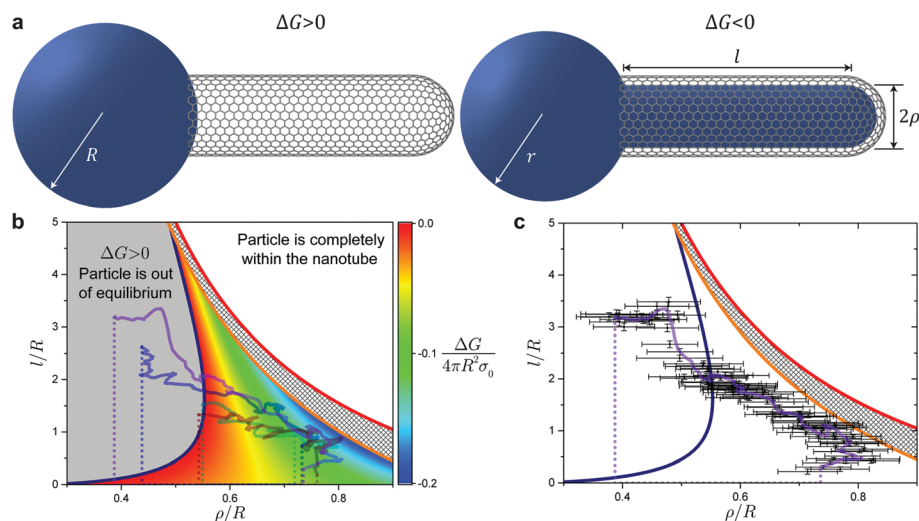 a
ΔG>0
ΔG<0
R
r
l
2ρ
b
ΔG>0
Particle is out
of equilibrium
Particle is completely
within the nanotube
l/R
5
4
3
2
1
0
0.4
0.6
0.8
ρ/R
0.0
-0.1
-0.2
ΔG
4πR²σ₀
c
l/R
5
4
3
2
1
0
0.4
0.6
0.8
ρ/R